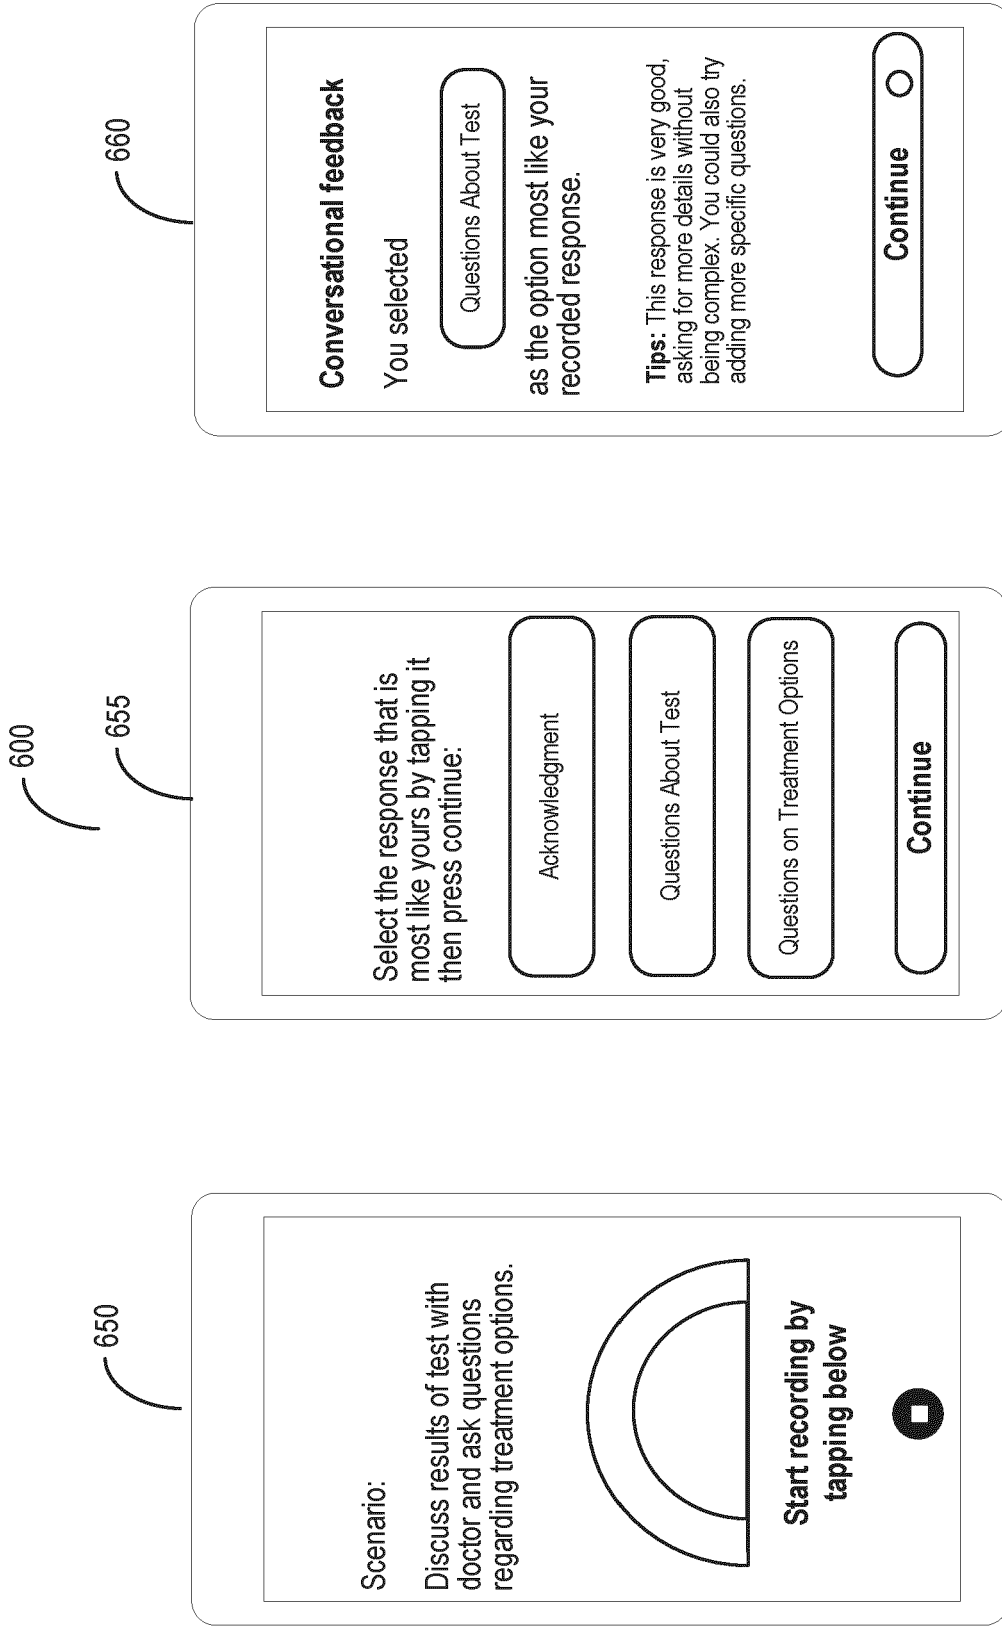 600
650
Scenario:
Discuss results of test with
doctor and ask questions
regarding treatment options.
Start recording by
tapping below
655
Select the response that is
most like yours by tapping it
then press continue:
Acknowledgment
Questions About Test
Questions on Treatment Options
Continue
660
Conversational feedback
You selected
Questions About Test
as the option most like your
recorded response.
Tips: This response is very good,
asking for more details without
being complex. You could also try
adding more specific questions.
Continue